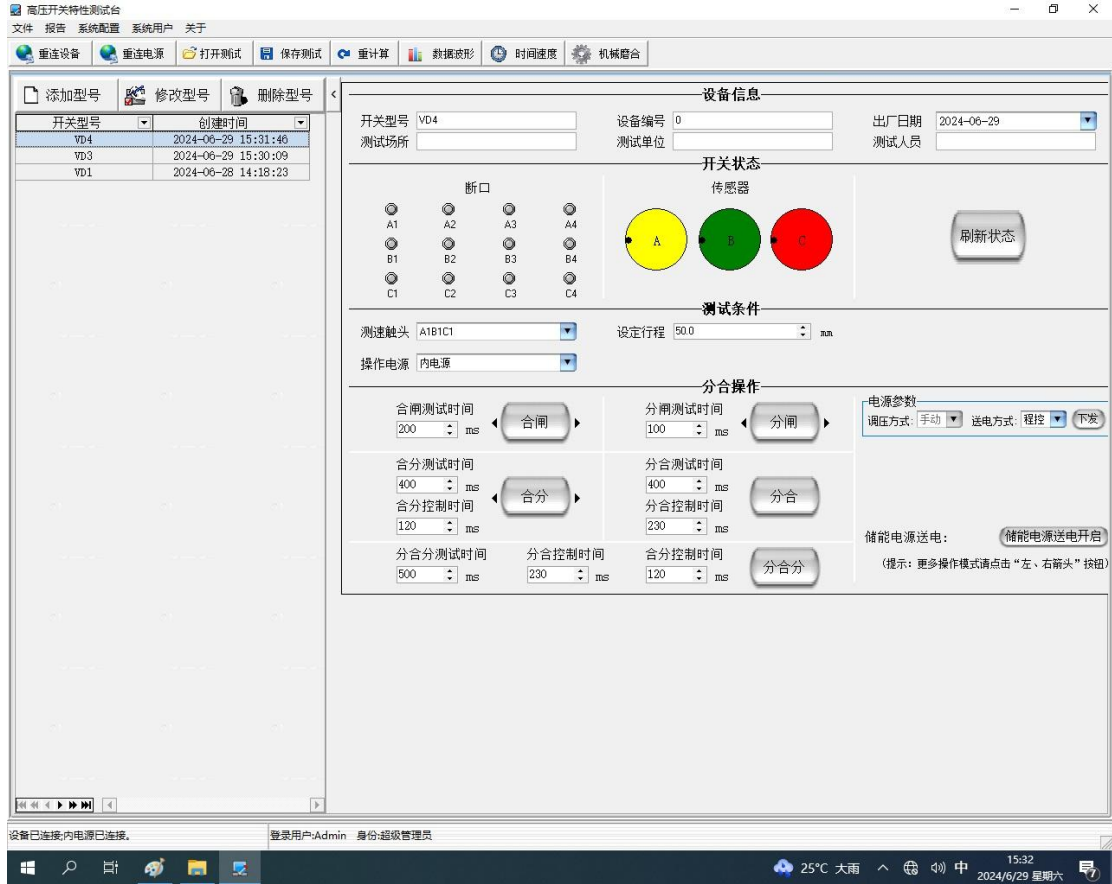 高压开关特性测试台
文件 报告 系统配置 系统用户 关于
重连设备 重连电源 打开测试 保存测试 重计算 数据波形 时间速度 机械磨合
添加型号 修改型号 删除型号
开关型号 创建时间
VD4 2024-06-29 15:31:46
VD3 2024-06-29 15:30:09
VD1 2024-06-28 14:18:23
设备信息
开关型号 VD4 设备编号 0 出厂日期 2024-06-29
测试场所 测试单位 测试人员
开关状态
断口 传感器
A1 A2 A3 A4
B1 B2 B3 B4
C1 C2 C3 C4
A B C
刷新状态
测试条件
测速触头 A1B1C1 设定行程 50.0 mm
操作电源 内电源
分合操作
合闸测试时间
200 ms
合闸
分闸测试时间
100 ms
分闸
电源参数
调压方式: 手动 送电方式: 程控 下发
合分测试时间
400 ms
合分控制时间
120 ms
合分
分合测试时间
400 ms
分合控制时间
230 ms
分合
储能电源送电: 储能电源送电开启
(提示: 更多操作模式请点击“左、右箭头”按钮)
分合分测试时间 分合控制时间 合分控制时间
500 ms 230 ms 120 ms
分合分
设备已连接;内电源已连接。 登录用户:Admin 身份:超级管理员
25°C 大雨 中 15:32
2024/6/29 星期六